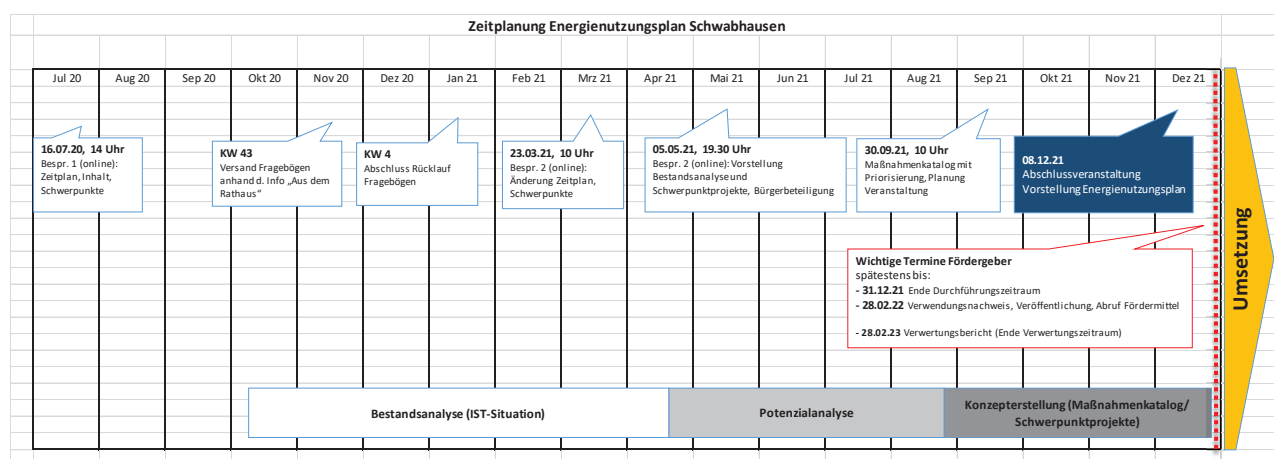 Zeitplanung Energienutzungsplan Schwabhausen
Jul 20 Aug 20 Sep 20 Okt 20 Nov 20 Dez 20 Jan 21 Feb 21 Mrz 21 Apr 21 Mai 21 Jun 21 Jul 21 Aug 21 Sep 21 Okt 21 Nov 21 Dez 21
16.07.20, 14 Uhr
Bespr. 1 (online):
Zeitplan, Inhalt,
Schwerpunkte
KW 43
Versand Fragebögen
anhand d. Info „Aus dem
Rathaus“
KW 4
Abschluss Rücklauf
Fragebögen
23.03.21, 10 Uhr
Bespr. 2 (online):
Änderung Zeitplan,
Schwerpunkte
05.05.21, 19.30 Uhr
Bespr. 2 (online): Vorstellung
Bestandsanalyse und
Schwerpunktprojekte, Bürgerbeteiligung
30.09.21, 10 Uhr
Maßnahmenkatalog mit
Priorisierung, Planung
Veranstaltung
08.12.21
Abschlussveranstaltung
Vorstellung Energienutzungsplan
Wichtige Termine Fördergeber
spätestens bis:
- 31.12.21 Ende Durchführungszeitraum
- 28.02.22 Verwendungsnachweis, Veröffentlichung, Abruf Fördermittel
- 28.02.23 Verwertungsbericht (Ende Verwertungszeitraum)
Umsetzung
Bestandsanalyse (IST-Situation)
Potenzialanalyse
Konzepterstellung (Maßnahmenkatalog/
Schwerpunktprojekte)